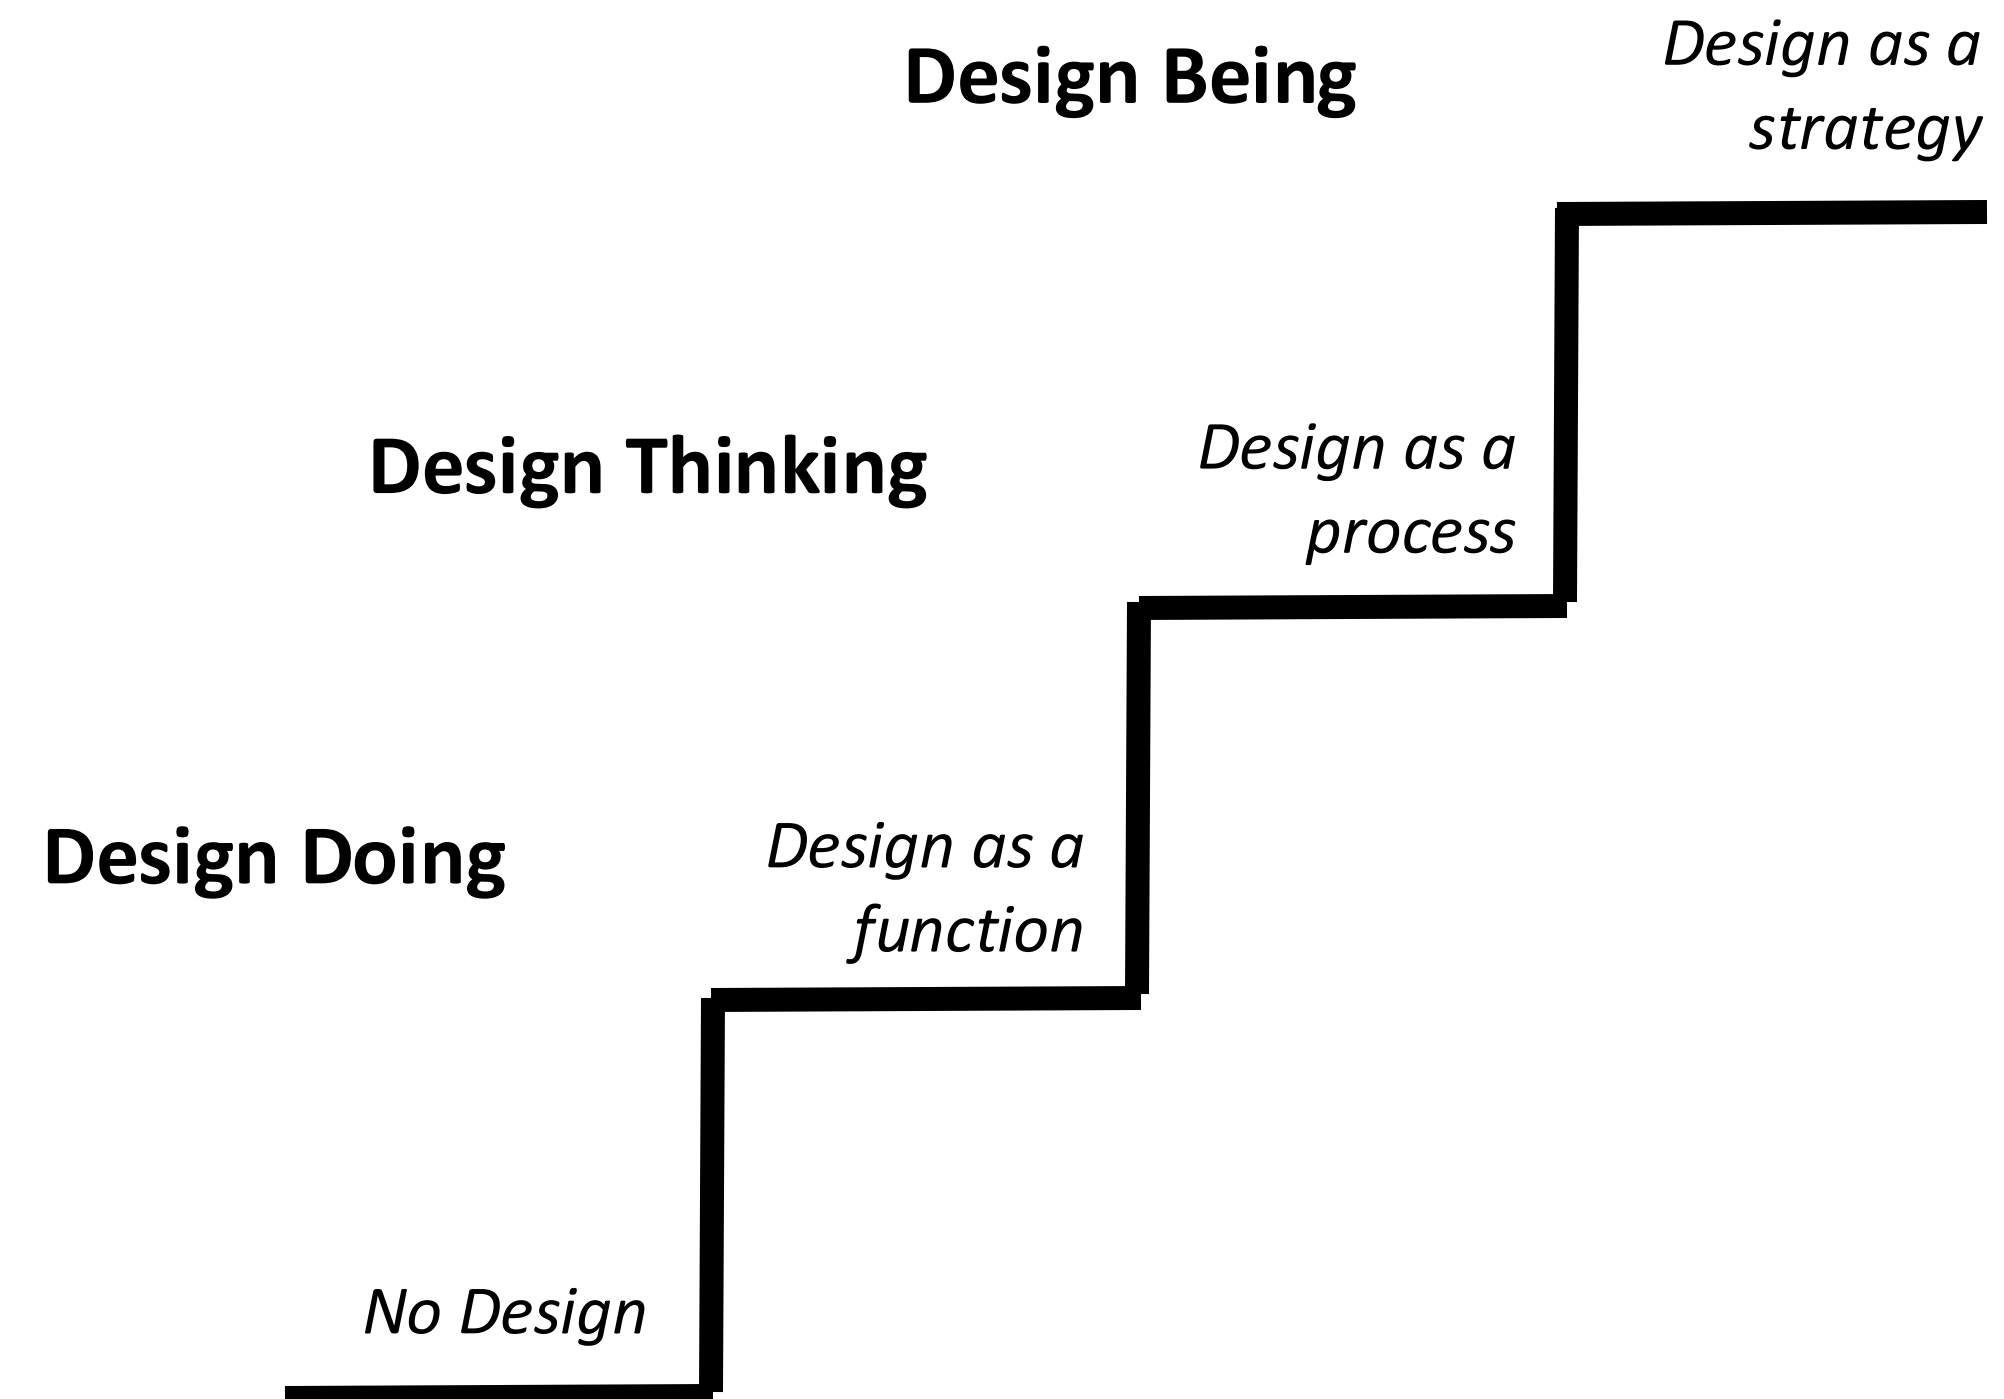 Design Being
Design as a
strategy
Design Thinking
Design as a
process
Design Doing
Design as a
function
No Design